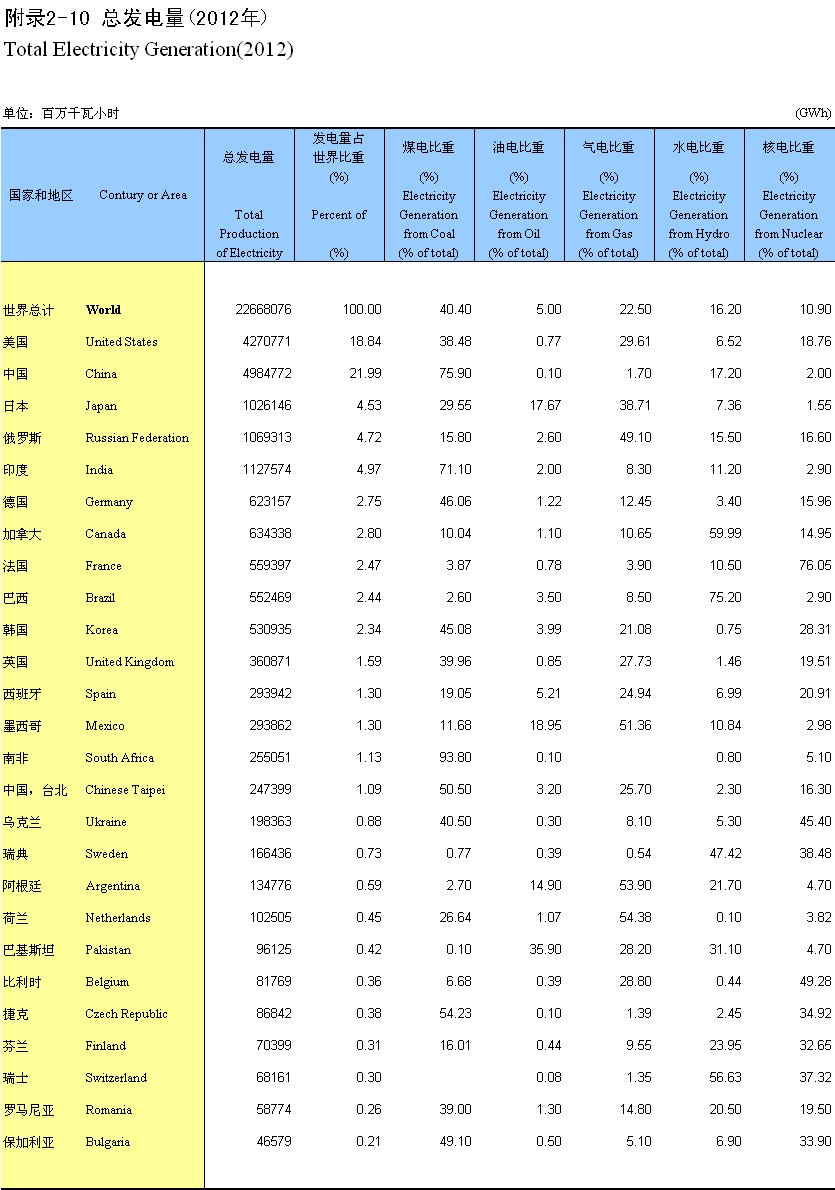 附录2-10 总发电量(2012年)
Total Electricity Generation(2012)
单位：百万千瓦小时 (GWh)
国家和地区 Contury or Area 总发电量 Total Production of Electricity 发电量占世界比重 (%) Percent of (%) 煤电比重 (%) Electricity Generation from Coal (% of total) 油电比重 (%) Electricity Generation from Oil (% of total) 气电比重 (%) Electricity Generation from Gas (% of total) 水电比重 (%) Electricity Generation from Hydro (% of total) 核电比重 (%) Electricity Generation from Nuclear (% of total)
世界总计 World 22668076 100.00 40.40 5.00 22.50 16.20 10.90
美国 United States 4270771 18.84 38.48 0.77 29.61 6.52 18.76
中国 China 4984772 21.99 75.90 0.10 1.70 17.20 2.00
日本 Japan 1026146 4.53 29.55 17.67 38.71 7.36 1.55
俄罗斯 Russian Federation 1069313 4.72 15.80 2.60 49.10 15.50 16.60
印度 India 1127574 4.97 71.10 2.00 8.30 11.20 2.90
德国 Germany 623157 2.75 46.06 1.22 12.45 3.40 15.96
加拿大 Canada 634338 2.80 10.04 1.10 10.65 59.99 14.95
法国 France 559397 2.47 3.87 0.78 3.90 10.50 76.05
巴西 Brazil 552469 2.44 2.60 3.50 8.50 75.20 2.90
韩国 Korea 530935 2.34 45.08 3.99 21.08 0.75 28.31
英国 United Kingdom 360871 1.59 39.96 0.85 27.73 1.46 19.51
西班牙 Spain 293942 1.30 19.05 5.21 24.94 6.99 20.91
墨西哥 Mexico 293862 1.30 11.68 18.95 51.36 10.84 2.98
南非 South Africa 255051 1.13 93.80 0.10 0.80 5.10
中国，台北 Chinese Taipei 247399 1.09 50.50 3.20 25.70 2.30 16.30
乌克兰 Ukraine 198363 0.88 40.50 0.30 8.10 5.30 45.40
瑞典 Sweden 166436 0.73 0.77 0.39 0.54 47.42 38.48
阿根廷 Argentina 134776 0.59 2.70 14.90 53.90 21.70 4.70
荷兰 Netherlands 102505 0.45 26.64 1.07 54.38 0.10 3.82
巴基斯坦 Pakistan 96125 0.42 0.10 35.90 28.20 31.10 4.70
比利时 Belgium 81769 0.36 6.68 0.39 28.80 0.44 49.28
捷克 Czech Republic 86842 0.38 54.23 0.10 1.39 2.45 34.92
芬兰 Finland 70399 0.31 16.01 0.44 9.55 23.95 32.65
瑞士 Switzerland 68161 0.30 0.08 1.35 56.63 37.32
罗马尼亚 Romania 58774 0.26 39.00 1.30 14.80 20.50 19.50
保加利亚 Bulgaria 46579 0.21 49.10 0.50 5.10 6.90 33.90